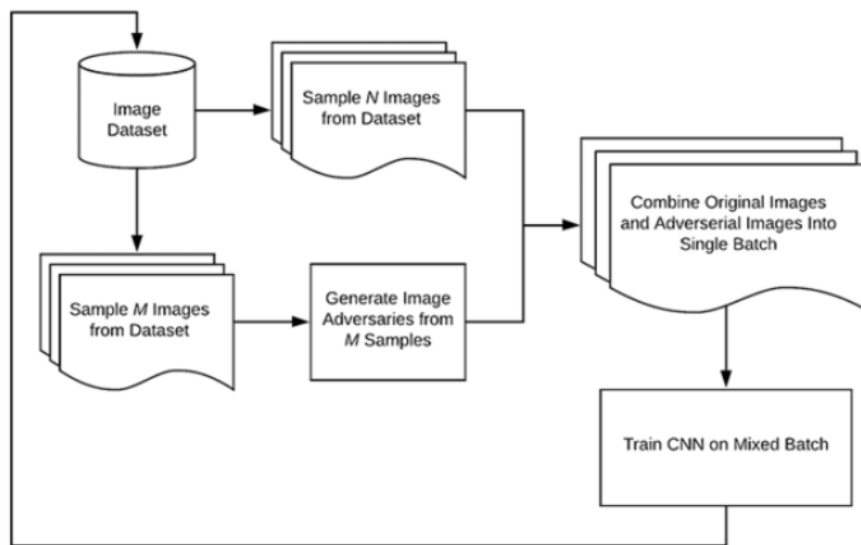 Image
Dataset
Sample N Images
from Dataset
Combine Original Images
and Adverserial Images Into
Single Batch
Sample M Images
from Dataset
Generate Image
Adversaries from
M Samples
Train CNN on Mixed Batch